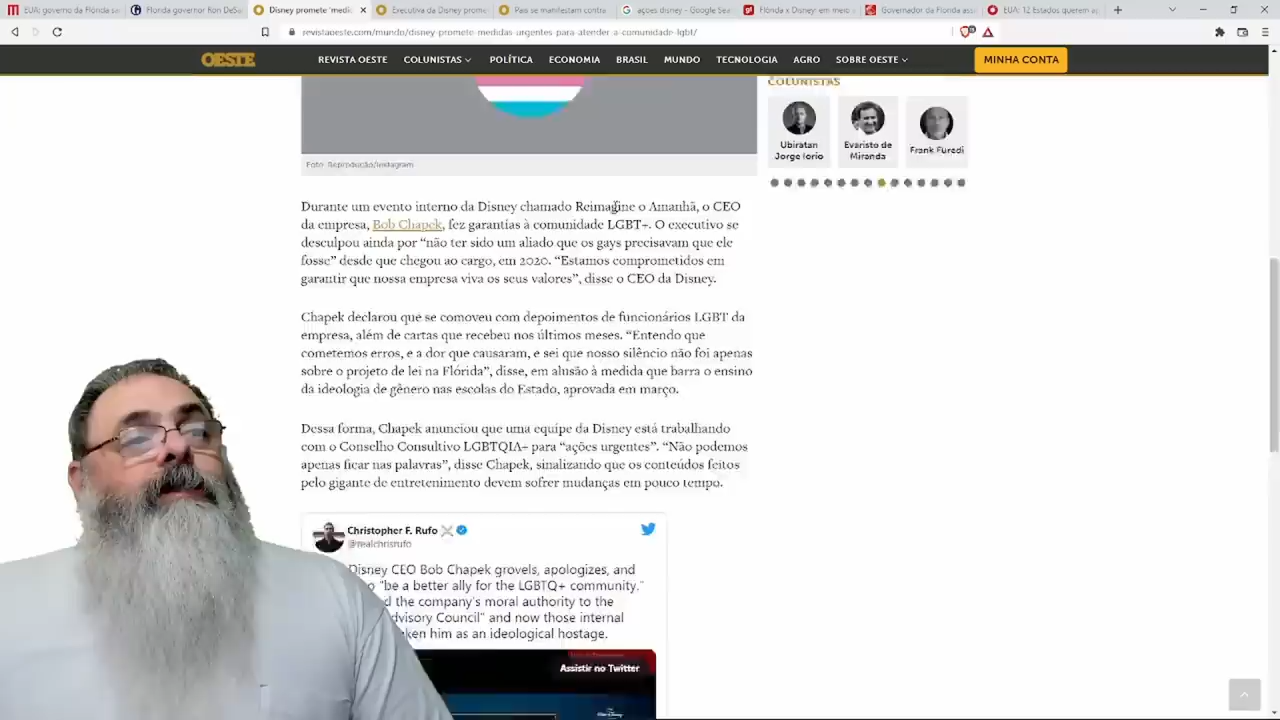 EUA: governo da Flórida se
Florida governor Ron DeSa
Disney promete "medi
Executiva da Disney promo
Pais se manifestam contra
ações disney - Google Sea
Flórida x Disney: em meio
Governador da Flórida ass
EUA: 12 Estados querem a
revistaoeste.com/mundo/disney-promete-medidas-urgentes-para-atender-a-comunidade-lgbt/
OESTE
REVISTA OESTE
COLUNISTAS
POLÍTICA
ECONOMIA
BRASIL
MUNDO
TECNOLOGIA
AGRO
SOBRE OESTE
MINHA CONTA
COLUNISTAS
Ubiratan
Jorge Iorio
Evaristo de
Miranda
Frank Furedi
Foto: Reprodução/Instagram
Durante um evento interno da Disney chamado Reimagine o Amanhã, o CEO
da empresa, Bob Chapek, fez garantias à comunidade LGBT+. O executivo se
desculpou ainda por “não ter sido um aliado que os gays precisavam que ele
fosse” desde que chegou ao cargo, em 2020. “Estamos comprometidos em
garantir que nossa empresa viva os seus valores”, disse o CEO da Disney.
Chapek declarou que se comoveu com depoimentos de funcionários LGBT da
empresa, além de cartas que recebeu nos últimos meses. “Entendo que
cometemos erros, e a dor que causaram, e sei que nosso silêncio não foi apenas
sobre o projeto de lei na Flórida”, disse, em alusão à medida que barra o ensino
da ideologia de gênero nas escolas do Estado, aprovada em março.
Dessa forma, Chapek anunciou que uma equipe da Disney está trabalhando
com o Conselho Consultivo LGBTQIA+ para “ações urgentes”. “Não podemos
apenas ficar nas palavras”, disse Chapek, sinalizando que os conteúdos feitos
pelo gigante de entretenimento devem sofrer mudanças em pouco tempo.
Christopher F. Rufo
@realchrisrufo
Disney CEO Bob Chapek grovels, apologizes, and
"be a better ally for the LGBTQ+ community."
the company's moral authority to the
Council" and now those internal
him as an ideological hostage.
Assistir no Twitter